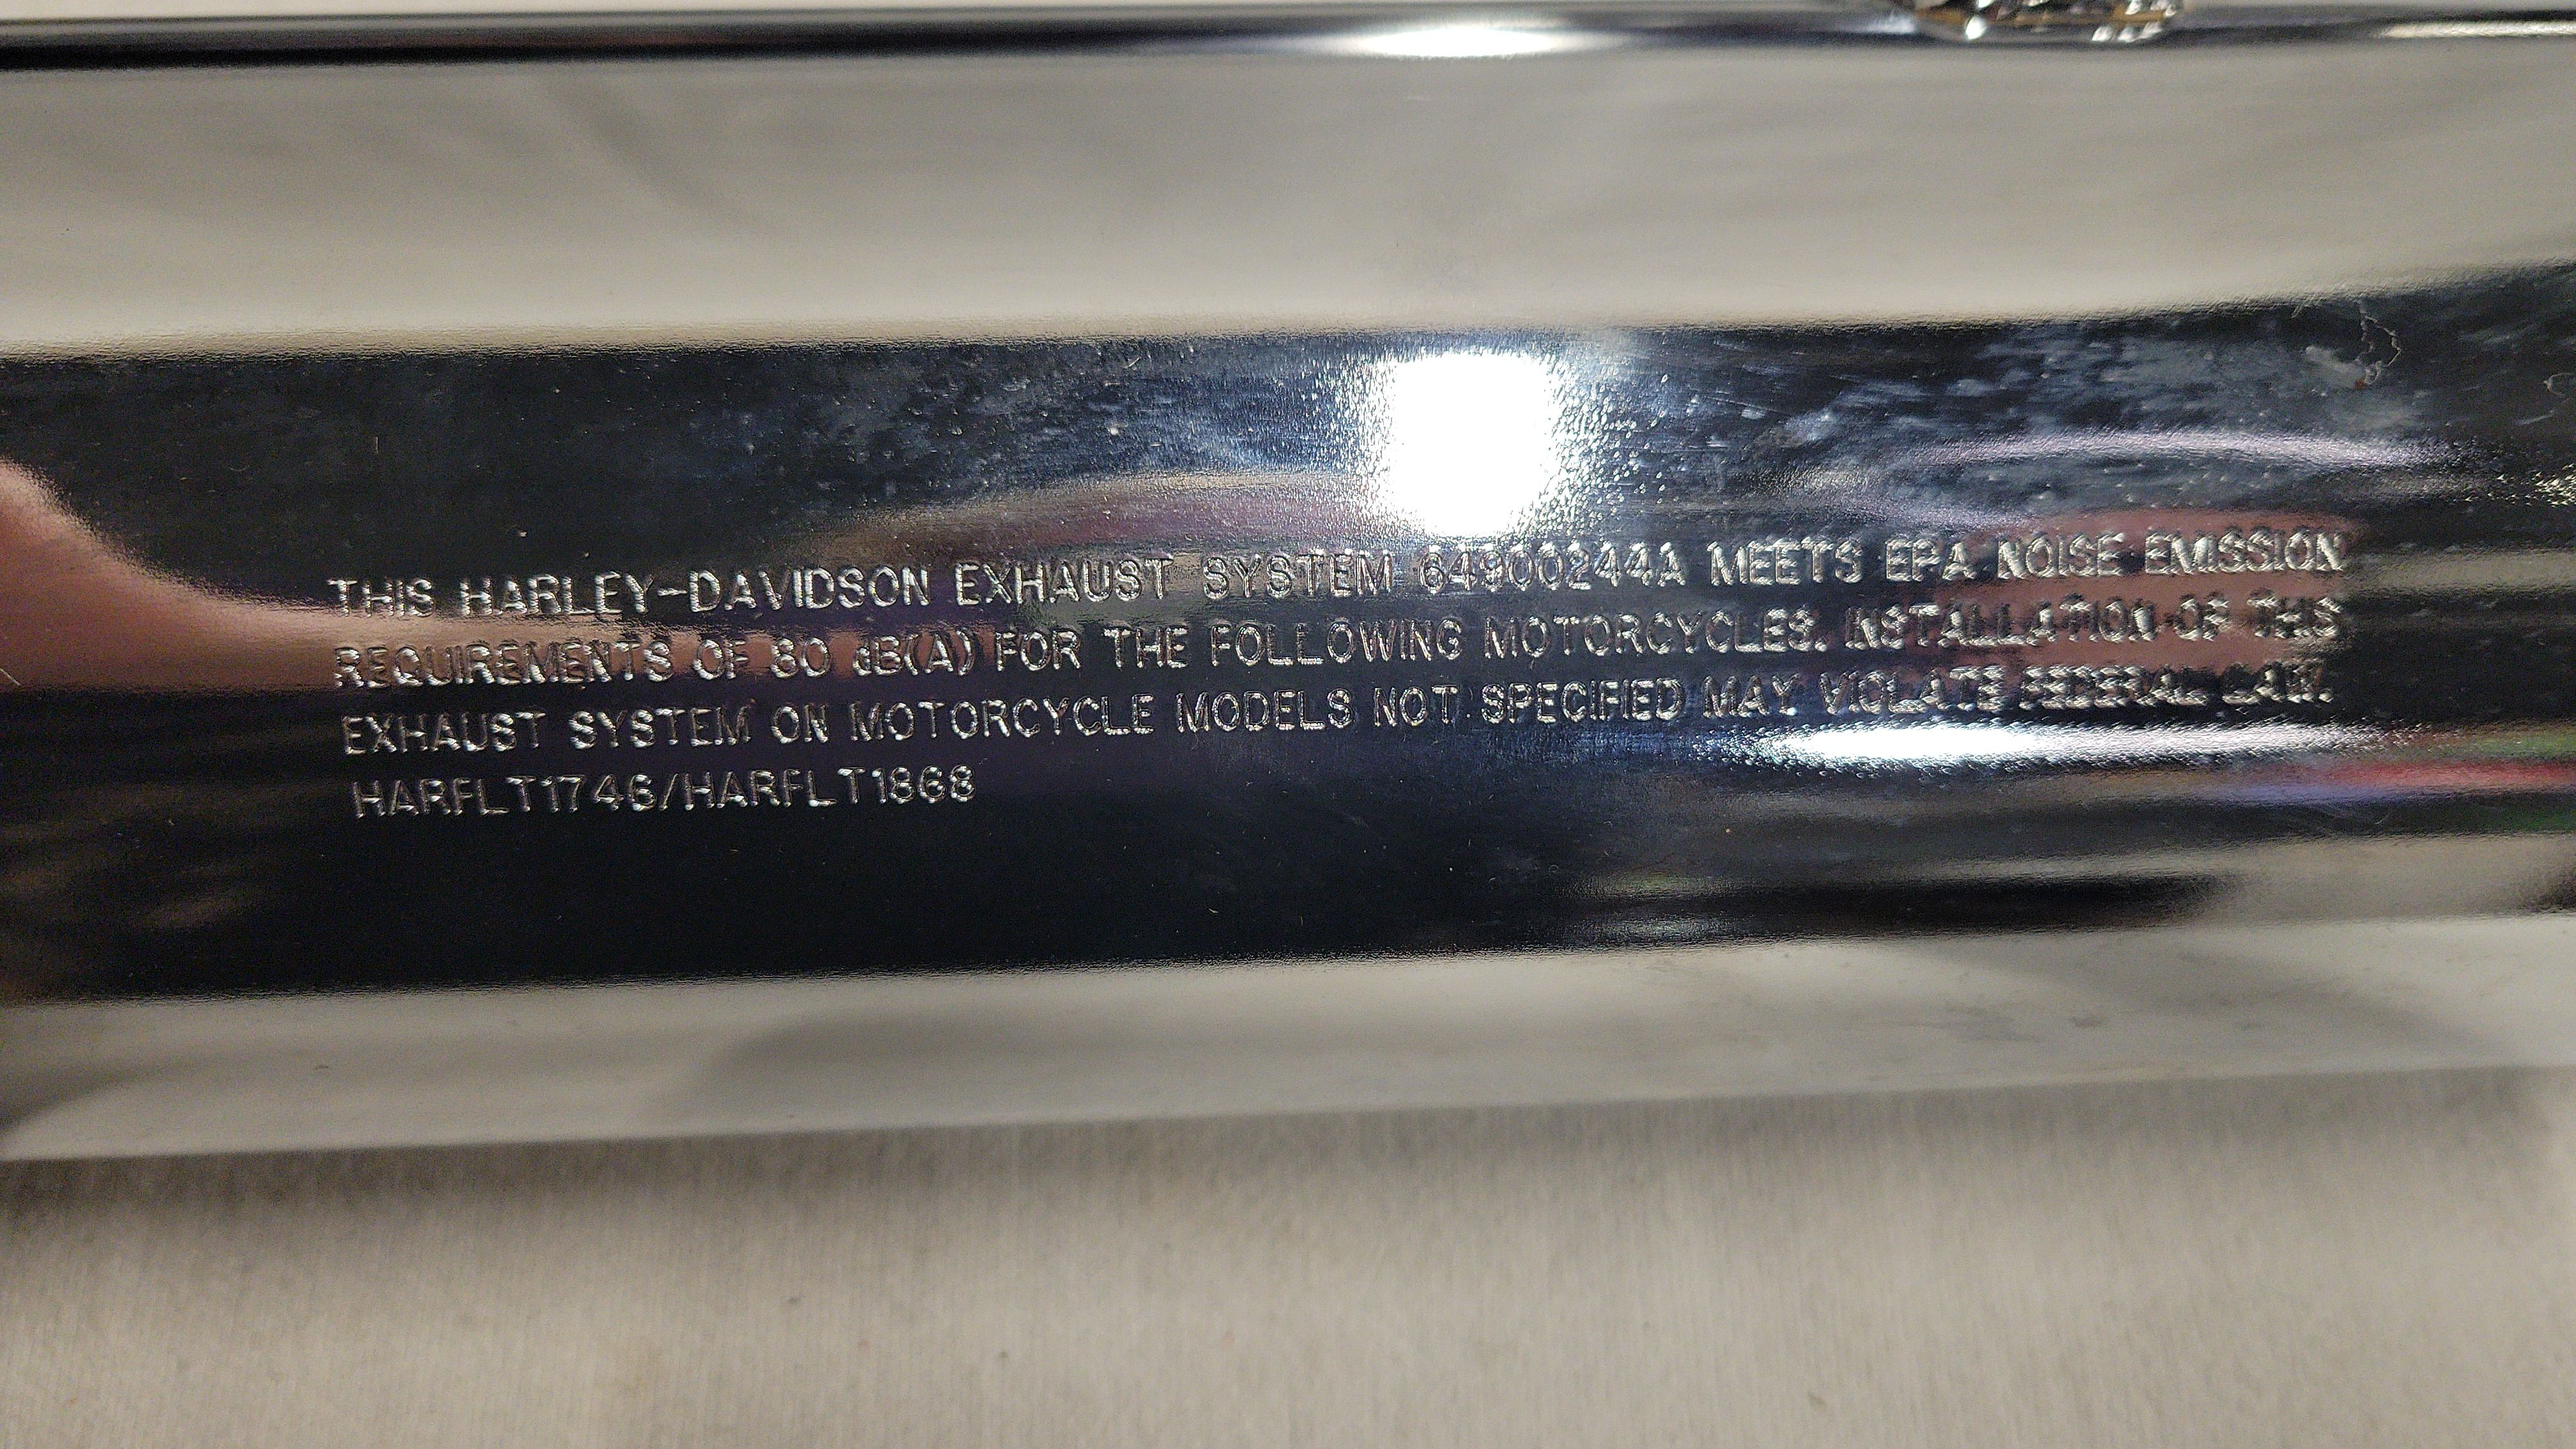 THIS HARLEY-DAVIDSON EXHAUST SYSTEM 64900244A MEETS EPA NOISE EMISSION
REQUIREMENTS OF 80 dB(A) FOR THE FOLLOWING MOTORCYCLES. INSTALLATION OF THIS
EXHAUST SYSTEM ON MOTORCYCLE MODELS NOT SPECIFIED MAY VIOLATE FEDERAL LAW.
HARFLT1746/HARFLT1868